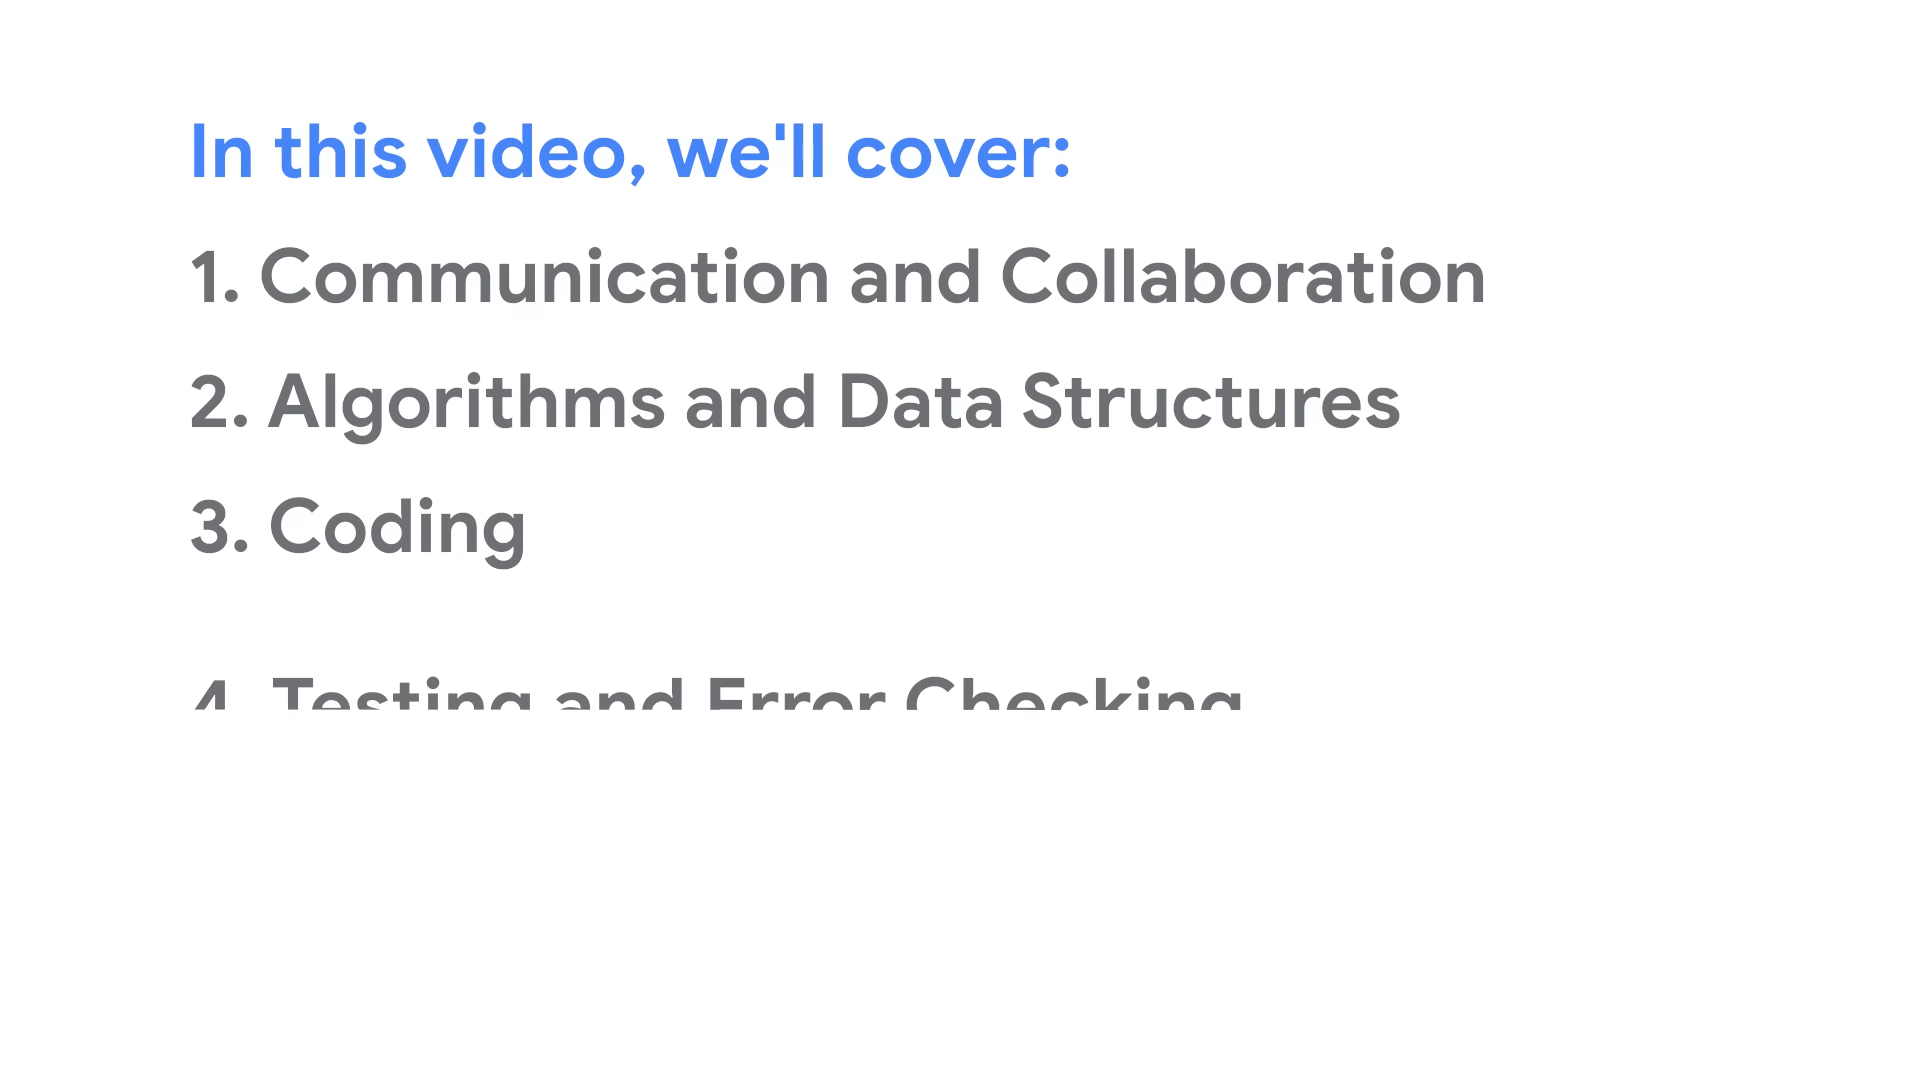 In this video, we'll cover:
1. Communication and Collaboration
2. Algorithms and Data Structures
3. Coding
4. Testing and Error Checking